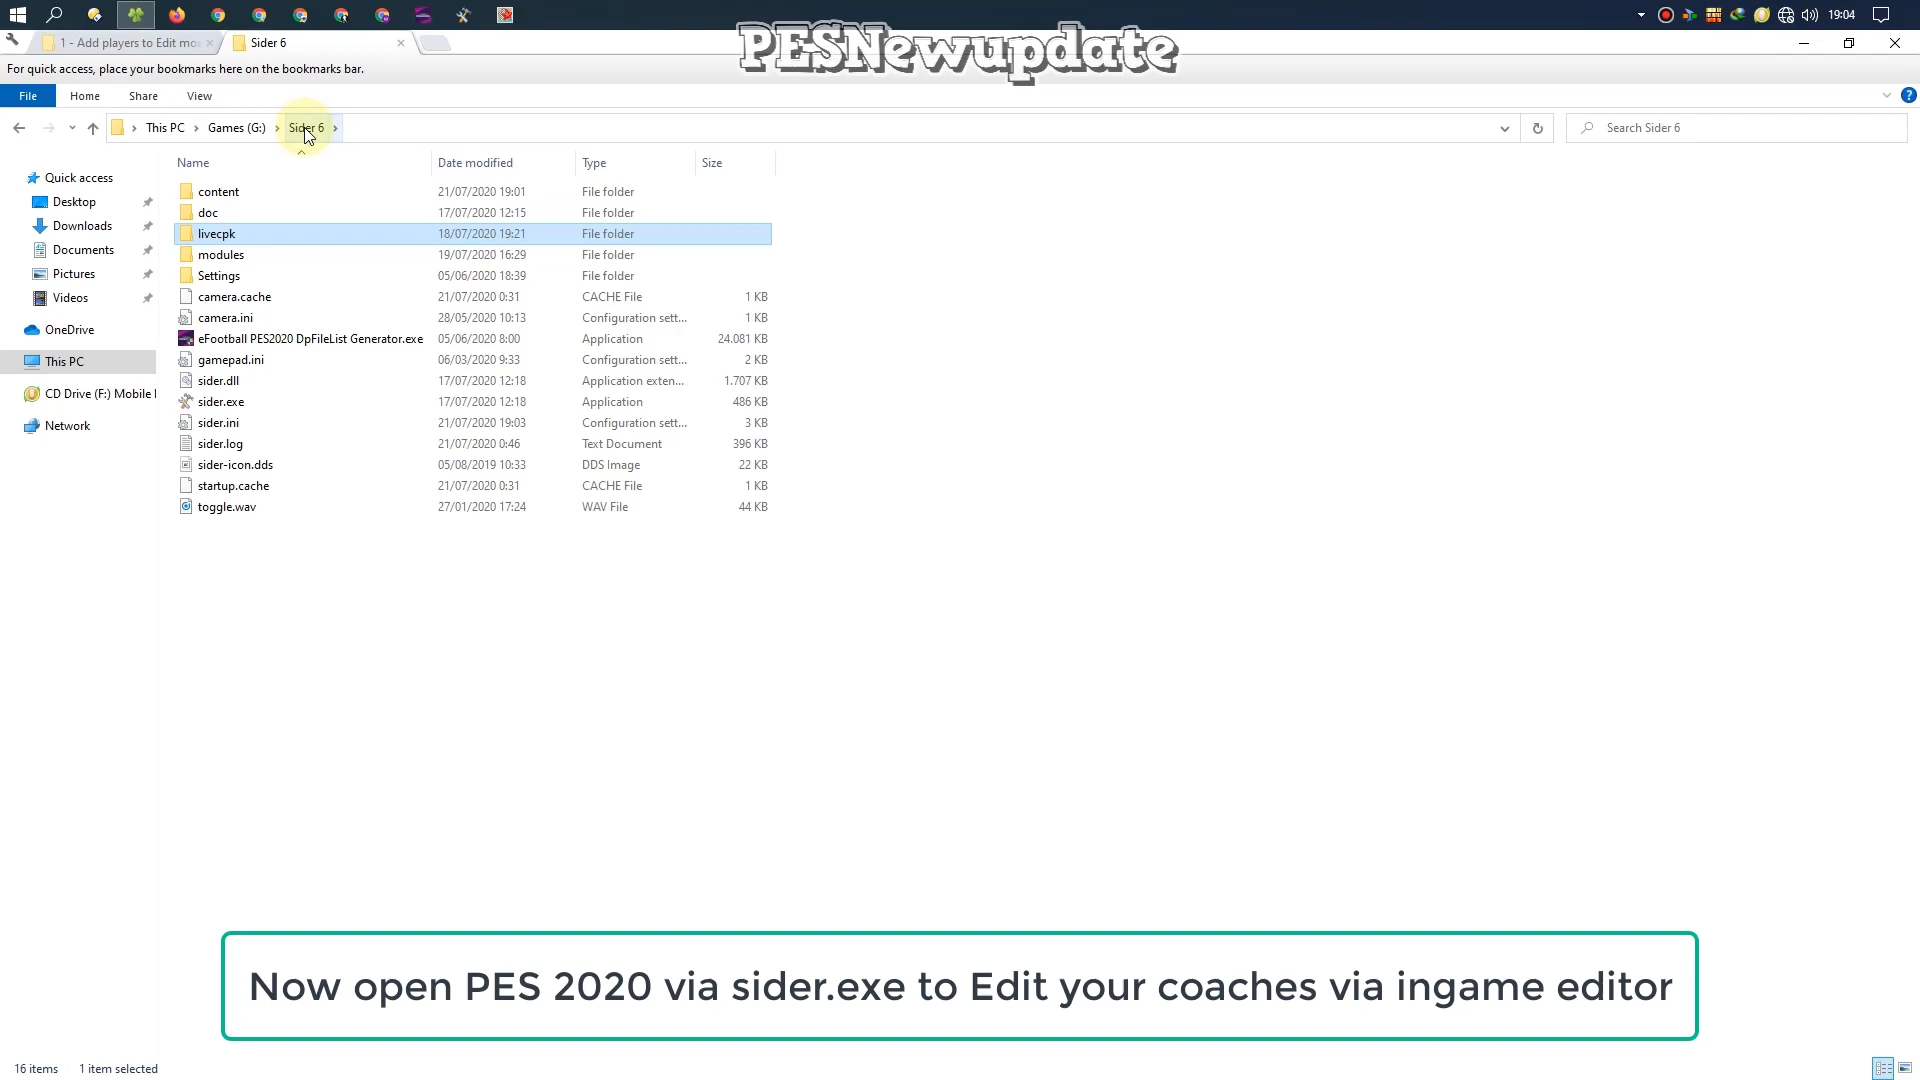 19:04
1 - Add players to Edit mo
Sider 6
PESNewupdate
For quick access, place your bookmarks here on the bookmarks bar.
File Home Share View
This PC Games (G:) Sider 6
Search Sider 6
Name Date modified Type Size
Quick access
Desktop
Downloads
Documents
Pictures
Videos
OneDrive
This PC
CD Drive (F:) Mobile
Network
content 21/07/2020 19:01 File folder
doc 17/07/2020 12:15 File folder
livecpk 18/07/2020 19:21 File folder
modules 19/07/2020 16:29 File folder
Settings 05/06/2020 18:39 File folder
camera.cache 21/07/2020 0:31 CACHE File 1 KB
camera.ini 28/05/2020 10:13 Configuration sett... 1 KB
eFootball PES2020 DpFileList Generator.exe 05/06/2020 8:00 Application 24.081 KB
gamepad.ini 06/03/2020 9:33 Configuration sett... 2 KB
sider.dll 17/07/2020 12:18 Application exten... 1.707 KB
sider.exe 17/07/2020 12:18 Application 486 KB
sider.ini 21/07/2020 19:03 Configuration sett... 3 KB
sider.log 21/07/2020 0:46 Text Document 396 KB
sider-icon.dds 05/08/2019 10:33 DDS Image 22 KB
startup.cache 21/07/2020 0:31 CACHE File 1 KB
toggle.wav 27/01/2020 17:24 WAV File 44 KB
Now open PES 2020 via sider.exe to Edit your coaches via ingame editor
16 items 1 item selected